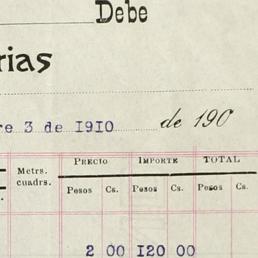 Debe
rias
re 3 de 1910 de 190
Metrs. cuadrs. PRECIO IMPORTE TOTAL
Pesos Cs. Pesos Cs. Pesos Cs.
2 00 120 00